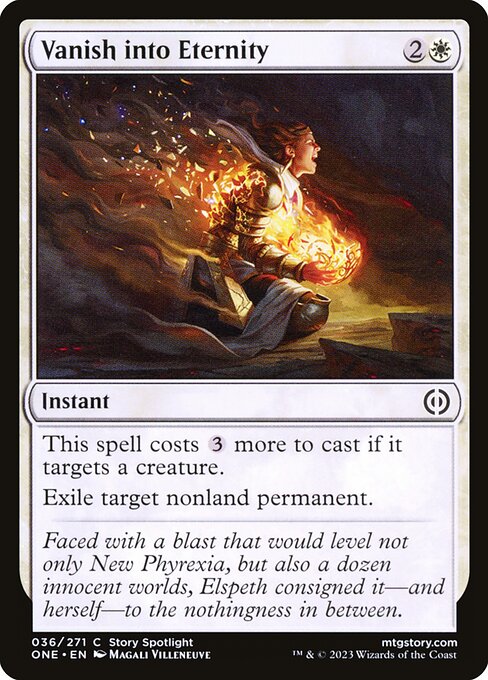 Vanish into Eternity 2
Instant
This spell costs 3 more to cast if it
targets a creature.
Exile target nonland permanent.
Faced with a blast that would level not
only New Phyrexia, but also a dozen
innocent worlds, Elspeth consigned it—and
herself—to the nothingness in between.
036/271 C Story Spotlight mtgstory.com
ONE • EN Magali Villeneuve ™ & © 2023 Wizards of the Coast